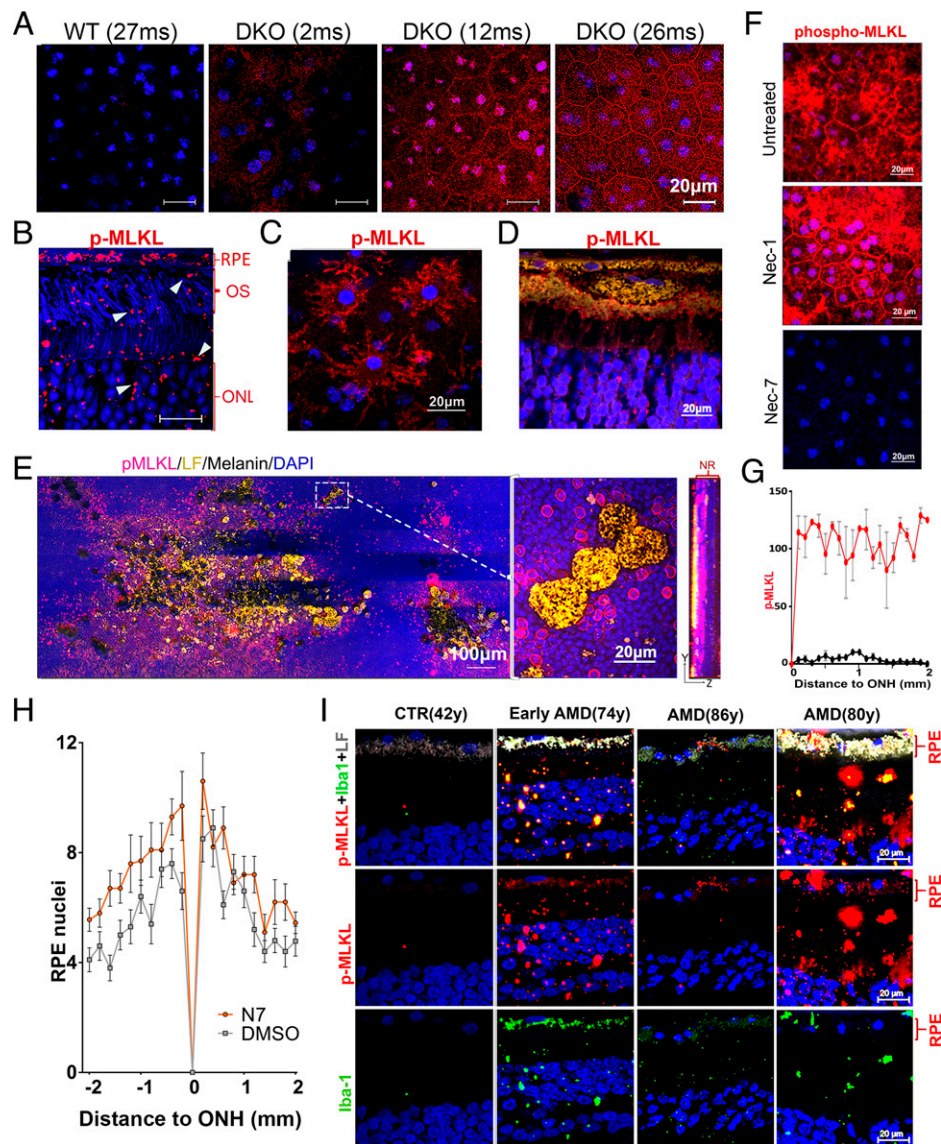 A
WT (27ms)
DKO (2ms)
DKO (12ms)
DKO (26ms)
20µm
B
p-MLKL
RPE
OS
ONL
C
p-MLKL
20µm
D
p-MLKL
20µm
E
pMLKL/LF/Melanin/DAPI
100µm
20µm
NR
Y
Z
F
phospho-MLKL
Untreated
20µm
Nec-1
20µm
Nec-7
20µm
G
150
100
50
0
p-MLKL
0
1
2
Distance to ONH (mm)
H
12
8
4
0
RPE nuclei
N7
DMSO
-2
-1
0
1
2
Distance to ONH (mm)
I
CTR(42y)
Early AMD(74y)
AMD(86y)
AMD(80y)
p-MLKL+Iba1+LF
RPE
20 µm
p-MLKL
RPE
20 µm
Iba-1
RPE
20 µm